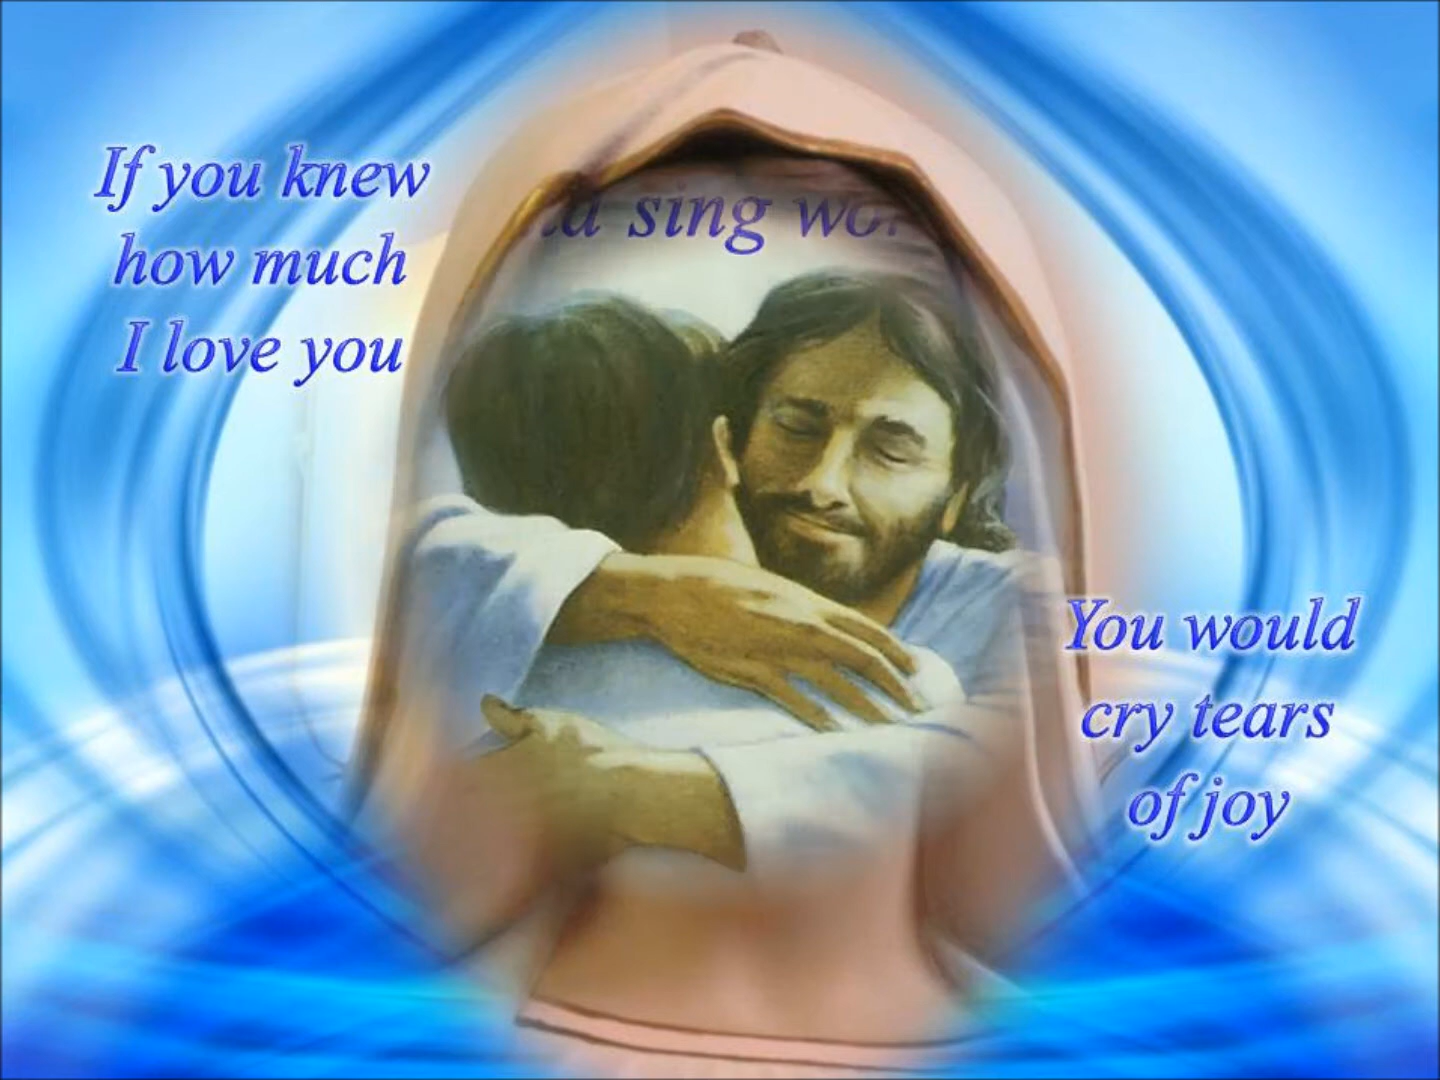 If you knew
how much
I love you
sing
You would
cry tears
of joy